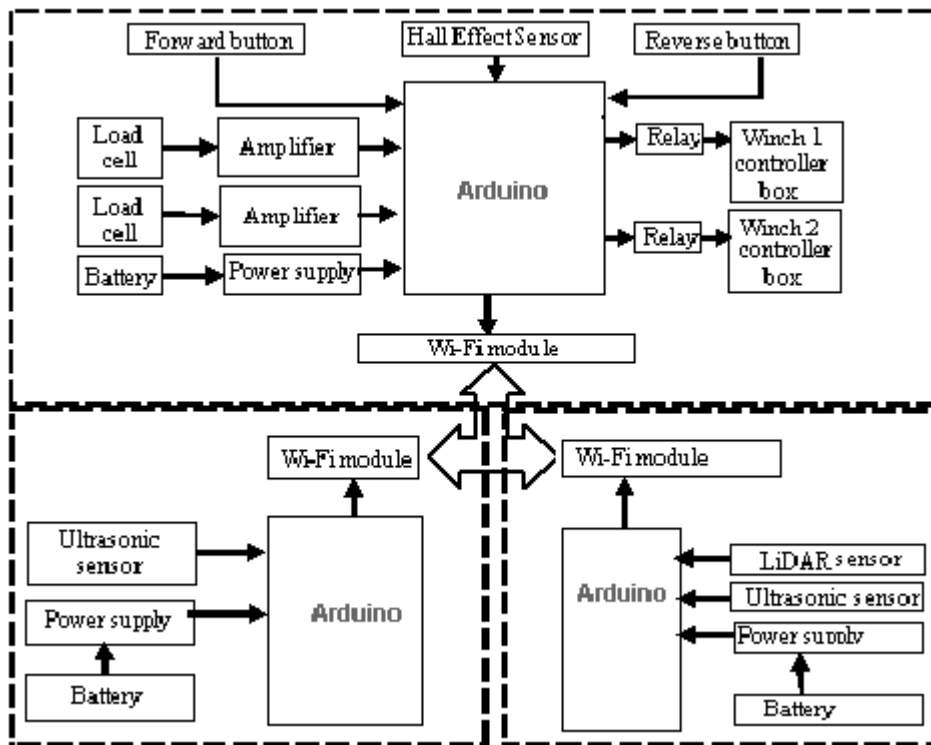 Forward button
Hall Effect Sensor
Reverse button
Load
cell
Amplifier
Arduino
Relay
Winch 1
controller
box
Load
cell
Amplifier
Relay
Winch 2
controller
box
Battery
Power supply
Wi-Fi module
Wi-Fi module
Ultrasonic
sensor
Power supply
Battery
Arduino
Wi-Fi module
Arduino
LiDAR sensor
Ultrasonic sensor
Power supply
Battery